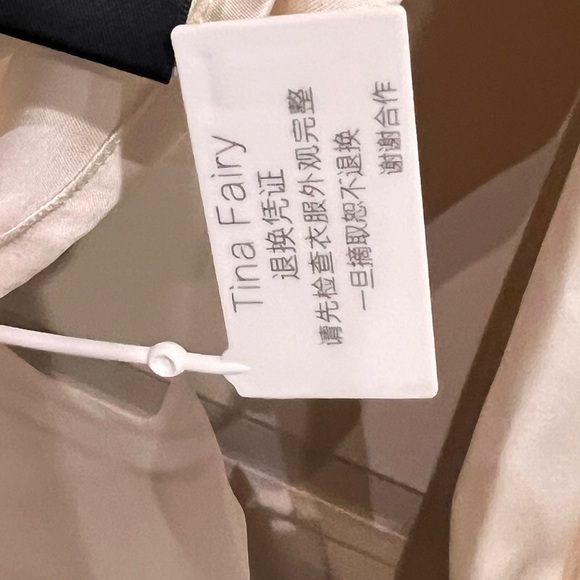 Tina Fairy
退换凭证
请先检查衣服外观完整
一旦摘取恕不退换
谢谢合作